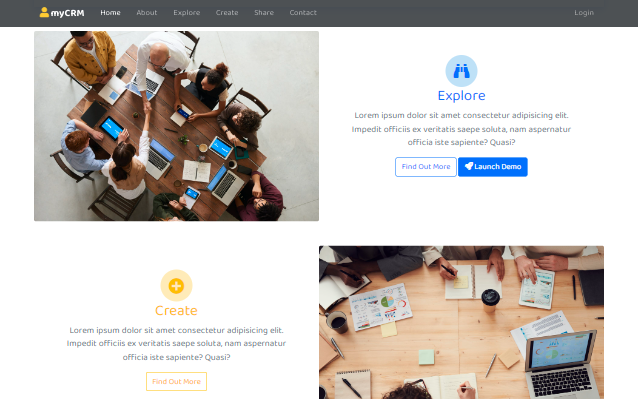 myCRM Home About Explore Create Share Contact Login
Explore
Lorem ipsum dolor sit amet consectetur adipisicing elit.
Impedit officiis ex veritatis saepe soluta, nam aspernatur
officia iste sapiente? Quasi?
Find Out More Launch Demo
Create
Lorem ipsum dolor sit amet consectetur adipisicing elit.
Impedit officiis ex veritatis saepe soluta, nam aspernatur
officia iste sapiente? Quasi?
Find Out More